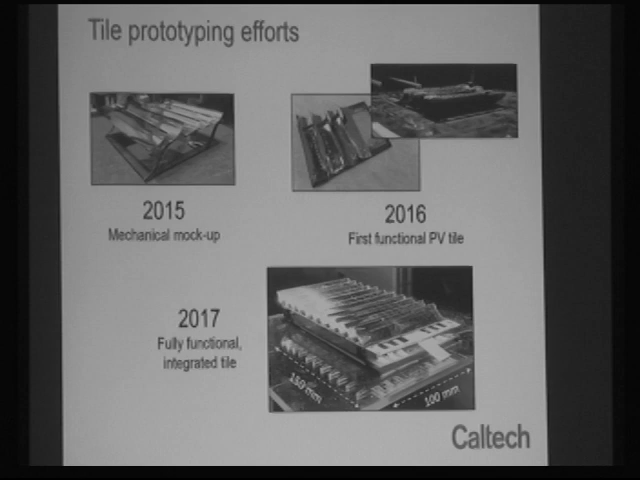 Tile prototyping efforts
2015
Mechanical mock-up
2016
First functional PV tile
2017
Fully functional,
integrated tile
150 mm
100 mm
Caltech